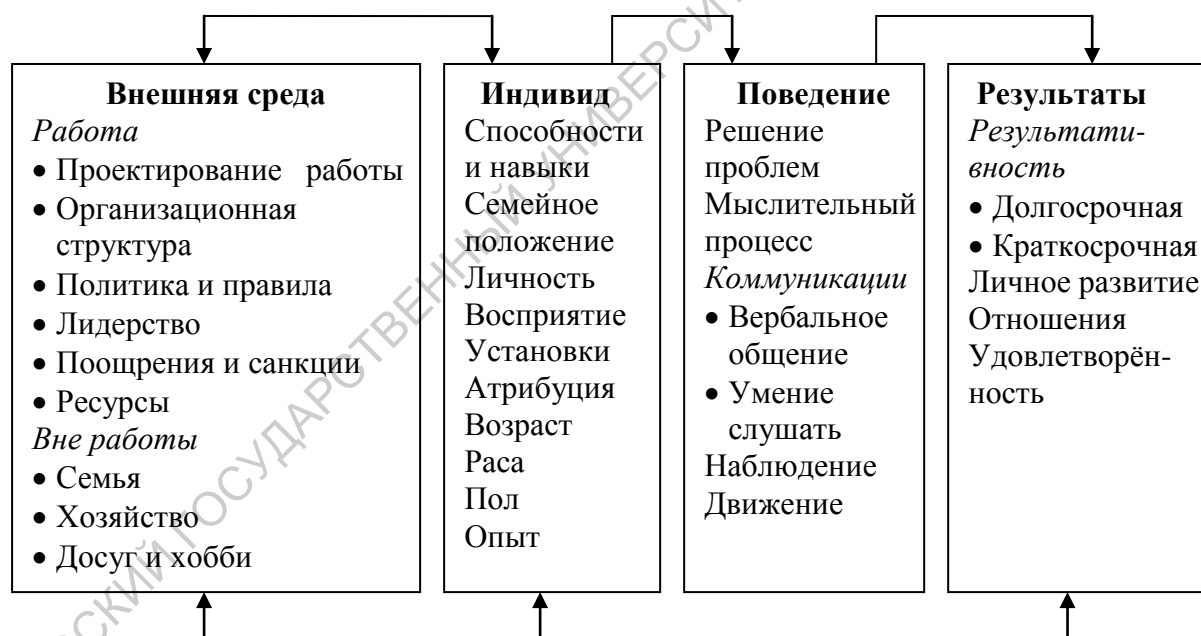 Внешняя среда
Работа
• Проектирование работы
• Организационная
структура
• Политика и правила
• Лидерство
• Поощрения и санкции
• Ресурсы
Вне работы
• Семья
• Хозяйство
• Досуг и хобби
Индивид
Способности
и навыки
Семейное
положение
Личность
Восприятие
Установки
Атрибуция
Возраст
Раса
Пол
Опыт
Поведение
Решение
проблем
Мыслительный
процесс
Коммуникации
• Вербальное
общение
• Умение
слушать
Наблюдение
Движение
Результаты
Результати-
вность
• Долгосрочная
• Краткосрочная
Личное развитие
Отношения
Удовлетворён-
ность
ГОСУДАРСТВЕННЫЙ